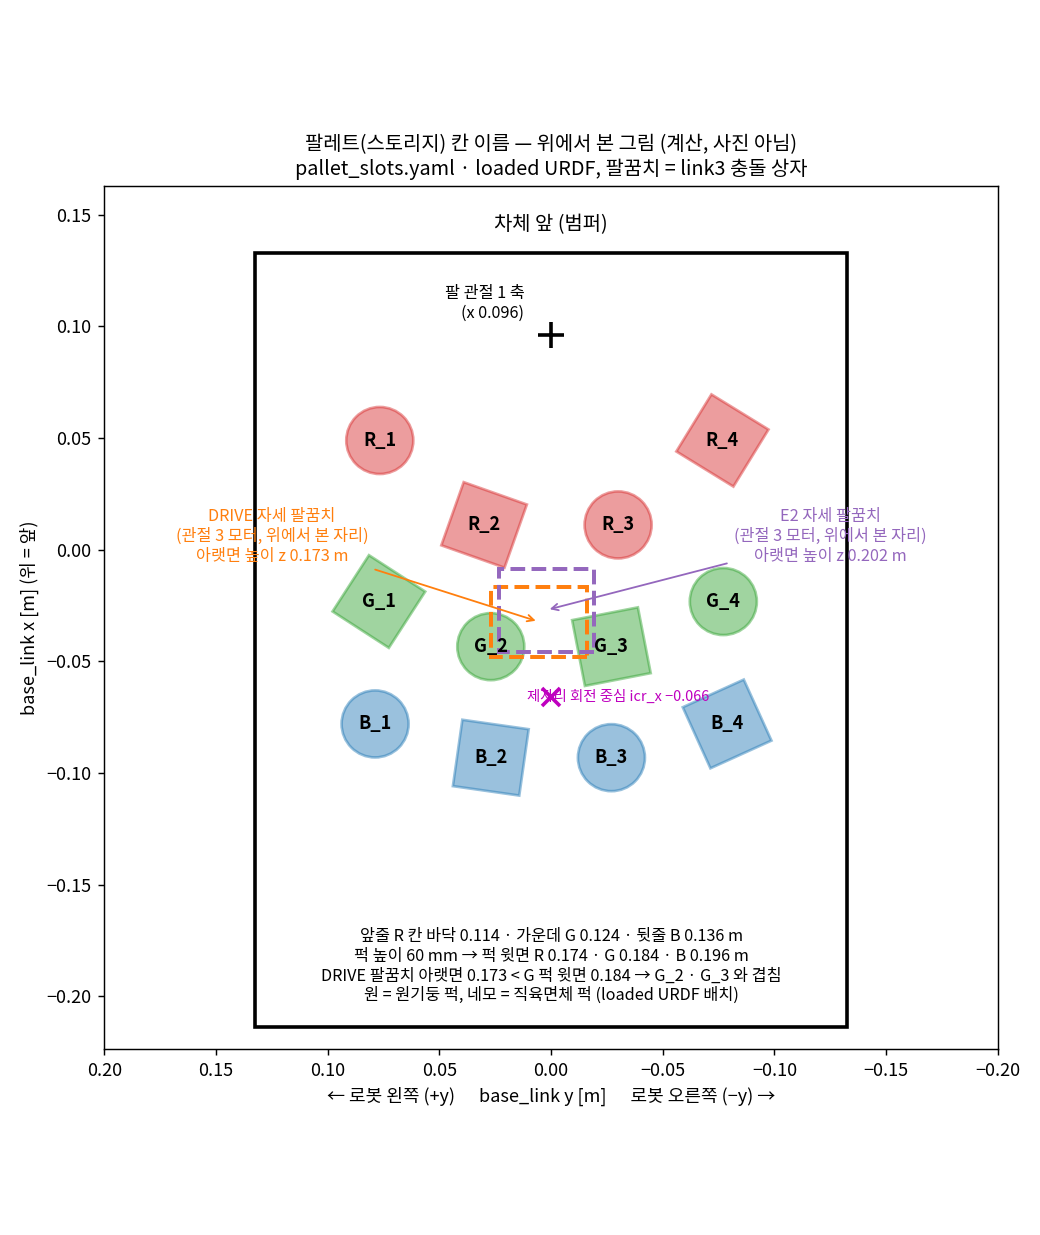 팔레트(스토리지) 칸 이름 — 위에서 본 그림 (계산, 사진 아님)
pallet_slots.yaml · loaded URDF, 팔꿈치 = link3 충돌 상자
차체 앞 (범퍼)
팔 관절 1 축
(x 0.096)
R_1
R_4
R_2
R_3
DRIVE 자세 팔꿈치
(관절 3 모터, 위에서 본 자리)
아랫면 높이 z 0.173 m
E2 자세 팔꿈치
(관절 3 모터, 위에서 본 자리)
아랫면 높이 z 0.202 m
G_1
G_4
G_2
G_3
제자리 회전 중심 icr_x −0.066
B_1
B_4
B_2
B_3
앞줄 R 칸 바닥 0.114 · 가운데 G 0.124 · 뒷줄 B 0.136 m
퍽 높이 60 mm → 퍽 윗면 R 0.174 · G 0.184 · B 0.196 m
DRIVE 팔꿈치 아랫면 0.173 < G 퍽 윗면 0.184 → G_2 · G_3 와 겹침
원 = 원기둥 퍽, 네모 = 직육면체 퍽 (loaded URDF 배치)
base_link x [m] (위 = 앞)
0.15
0.10
0.05
0.00
−0.05
−0.10
−0.15
−0.20
0.20 0.15 0.10 0.05 0.00 −0.05 −0.10 −0.15 −0.20
← 로봇 왼쪽 (+y) base_link y [m] 로봇 오른쪽 (−y) →